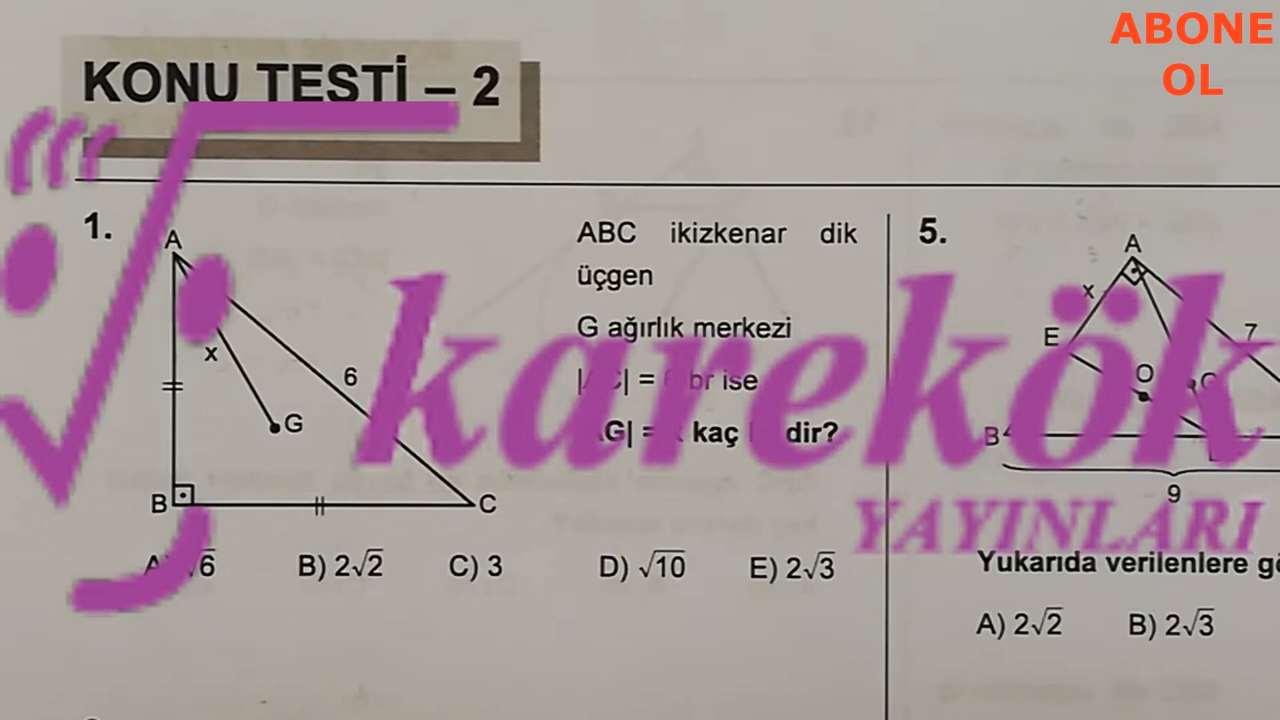 ABONE
OL
KONU TESTİ – 2
1.
A
x
6
G
B
C
ABC ikizkenar dik
üçgen
G ağırlık merkezi
= br ise
kaç dir?
A) √6 B) 2√2 C) 3 D) √10 E) 2√3
karekök
YAYINLARI
5.
A
x
7
E
O
B
9
Yukarıda verilenlere
A) 2√2 B) 2√3